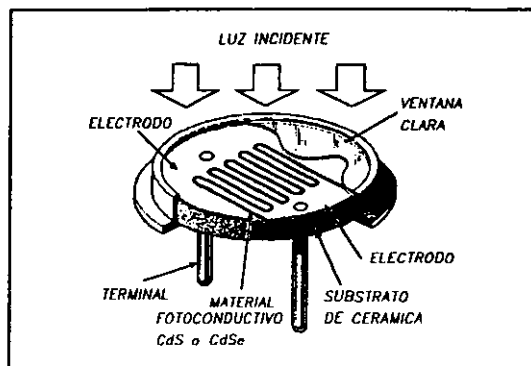 LUZ INCIDENTE
VENTANA
CLARA
ELECTRODO
ELECTRODO
TERMINAL
MATERIAL
FOTOCONDUCTIVO
CdS o CdSe
SUBSTRATO
DE CERAMICA